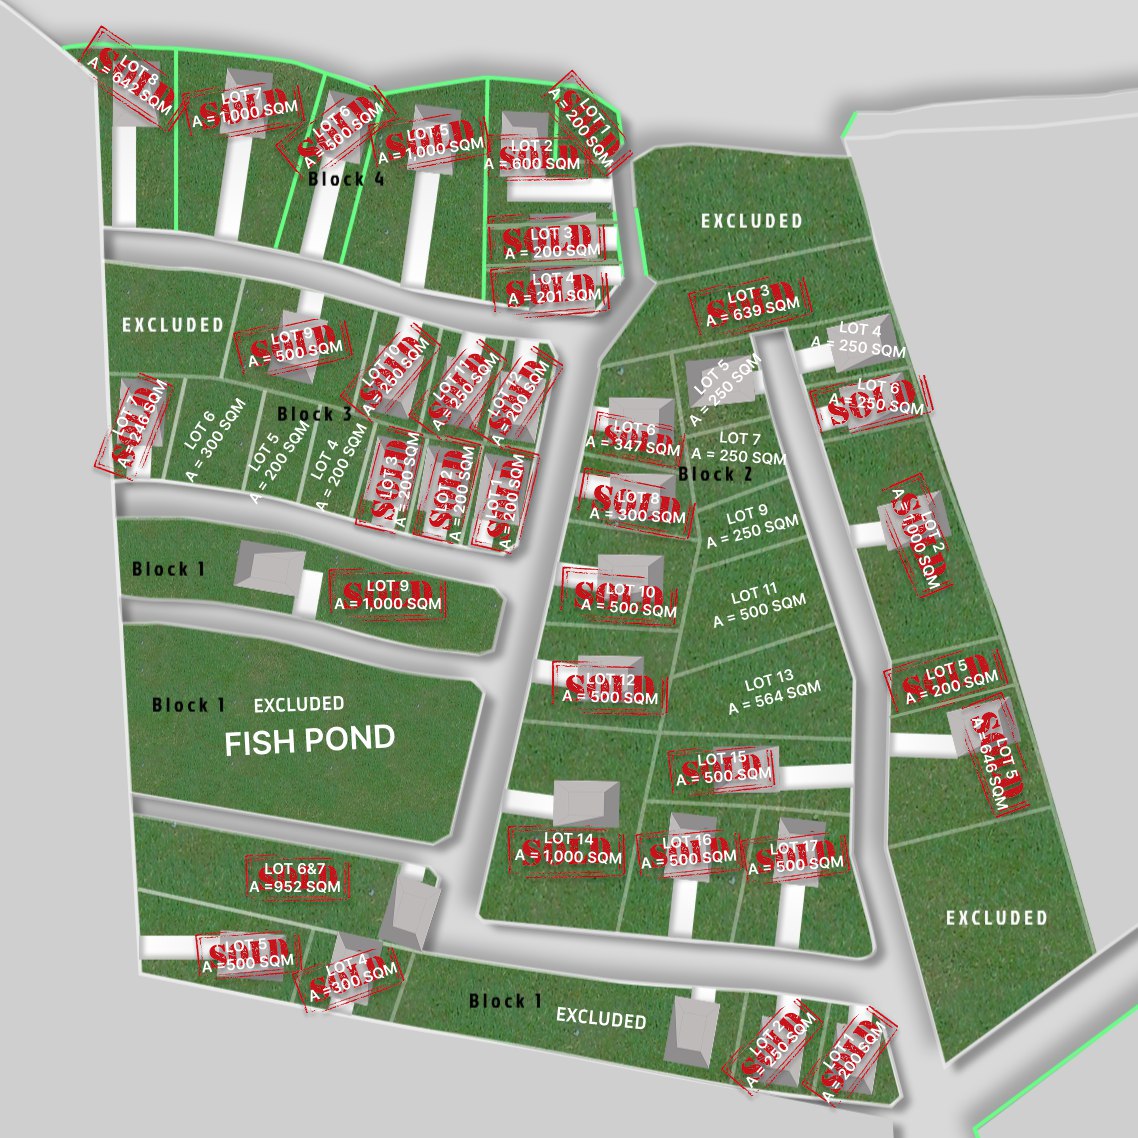 LOT 8
A = 642 SQM
SOLD
LOT 7
A = 1,000 SQM
SOLD
LOT 6
A = 500 SQM
SOLD
LOT 5
A = 1,000 SQM
SOLD
LOT 2
A = 600 SQM
SOLD
LOT 1
A = 200 SQM
SOLD
Block 4
LOT 3
A = 200 SQM
SOLD
LOT 4
A = 201 SQM
SOLD
EXCLUDED
LOT 3
A = 639 SQM
SOLD
EXCLUDED
LOT 9
A = 500 SQM
SOLD
LOT 10
A = 250 SQM
SOLD
LOT 11
A = 250 SQM
SOLD
LOT 12
A = 200 SQM
SOLD
LOT 4
A = 250 SQM
LOT 5
A = 250 SQM
LOT 6
A = 250 SQM
SOLD
Block 3
LOT 7
A = 246 SQM
SOLD
LOT 6
A = 300 SQM
LOT 5
A = 200 SQM
LOT 4
A = 200 SQM
LOT 3
A = 200 SQM
SOLD
LOT 2
A = 200 SQM
SOLD
LOT 1
A = 200 SQM
SOLD
LOT 6
A = 347 SQM
SOLD
LOT 7
A = 250 SQM
Block 2
LOT 8
A = 300 SQM
SOLD
LOT 9
A = 250 SQM
LOT 2
A = 1,000 SQM
SOLD
Block 1
LOT 9
A = 1,000 SQM
SOLD
LOT 10
A = 500 SQM
SOLD
LOT 11
A = 500 SQM
LOT 12
A = 500 SQM
SOLD
LOT 13
A = 564 SQM
LOT 5
A = 200 SQM
SOLD
Block 1
EXCLUDED
FISH POND
LOT 5
A = 646 SQM
SOLD
LOT 15
A = 500 SQM
SOLD
LOT 14
A = 1,000 SQM
SOLD
LOT 16
A = 500 SQM
SOLD
LOT 17
A = 500 SQM
SOLD
LOT 6&7
A =952 SQM
SOLD
EXCLUDED
LOT 5
A =500 SQM
SOLD
LOT 4
A =300 SQM
SOLD
Block 1
EXCLUDED
LOT 2
A = 250 SQM
SOLD
LOT 1
A = 200 SQM
SOLD